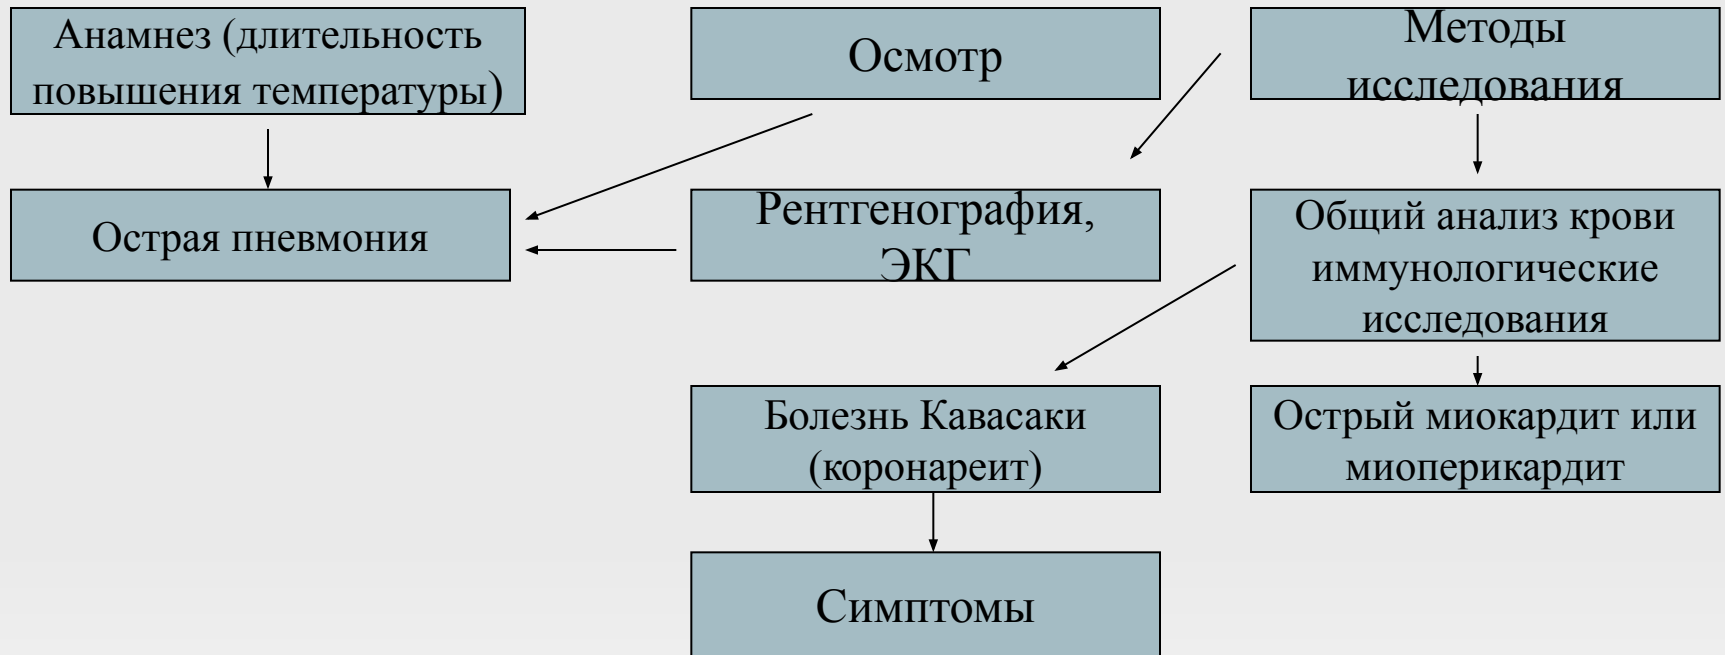 Анамнез (длительность
повышения температуры)
Осмотр
Методы
исследования
Острая пневмония
Рентгенография,
ЭКГ
Общий анализ крови
иммунологические
исследования
Болезнь Кавасаки
(коронареит)
Острый миокардит или
миоперикардит
Симптомы